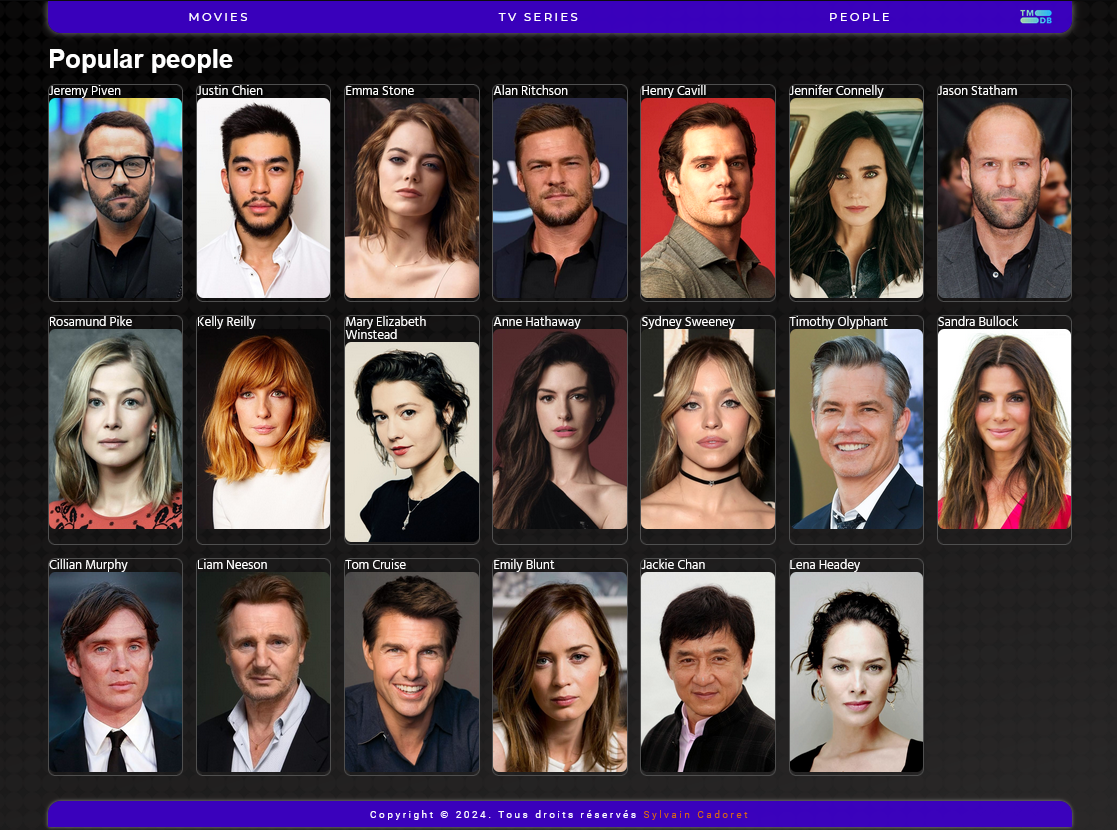 MOVIES TV SERIES PEOPLE TMDB
Popular people
Jeremy Piven Justin Chien Emma Stone Alan Ritchson Henry Cavill Jennifer Connelly Jason Statham
Rosamund Pike Kelly Reilly Mary Elizabeth Anne Hathaway Sydney Sweeney Timothy Olyphant Sandra Bullock
Winstead
Cillian Murphy Liam Neeson Tom Cruise Emily Blunt Jackie Chan Lena Headey
Copyright © 2024. Tous droits réservés Sylvain Cadoret